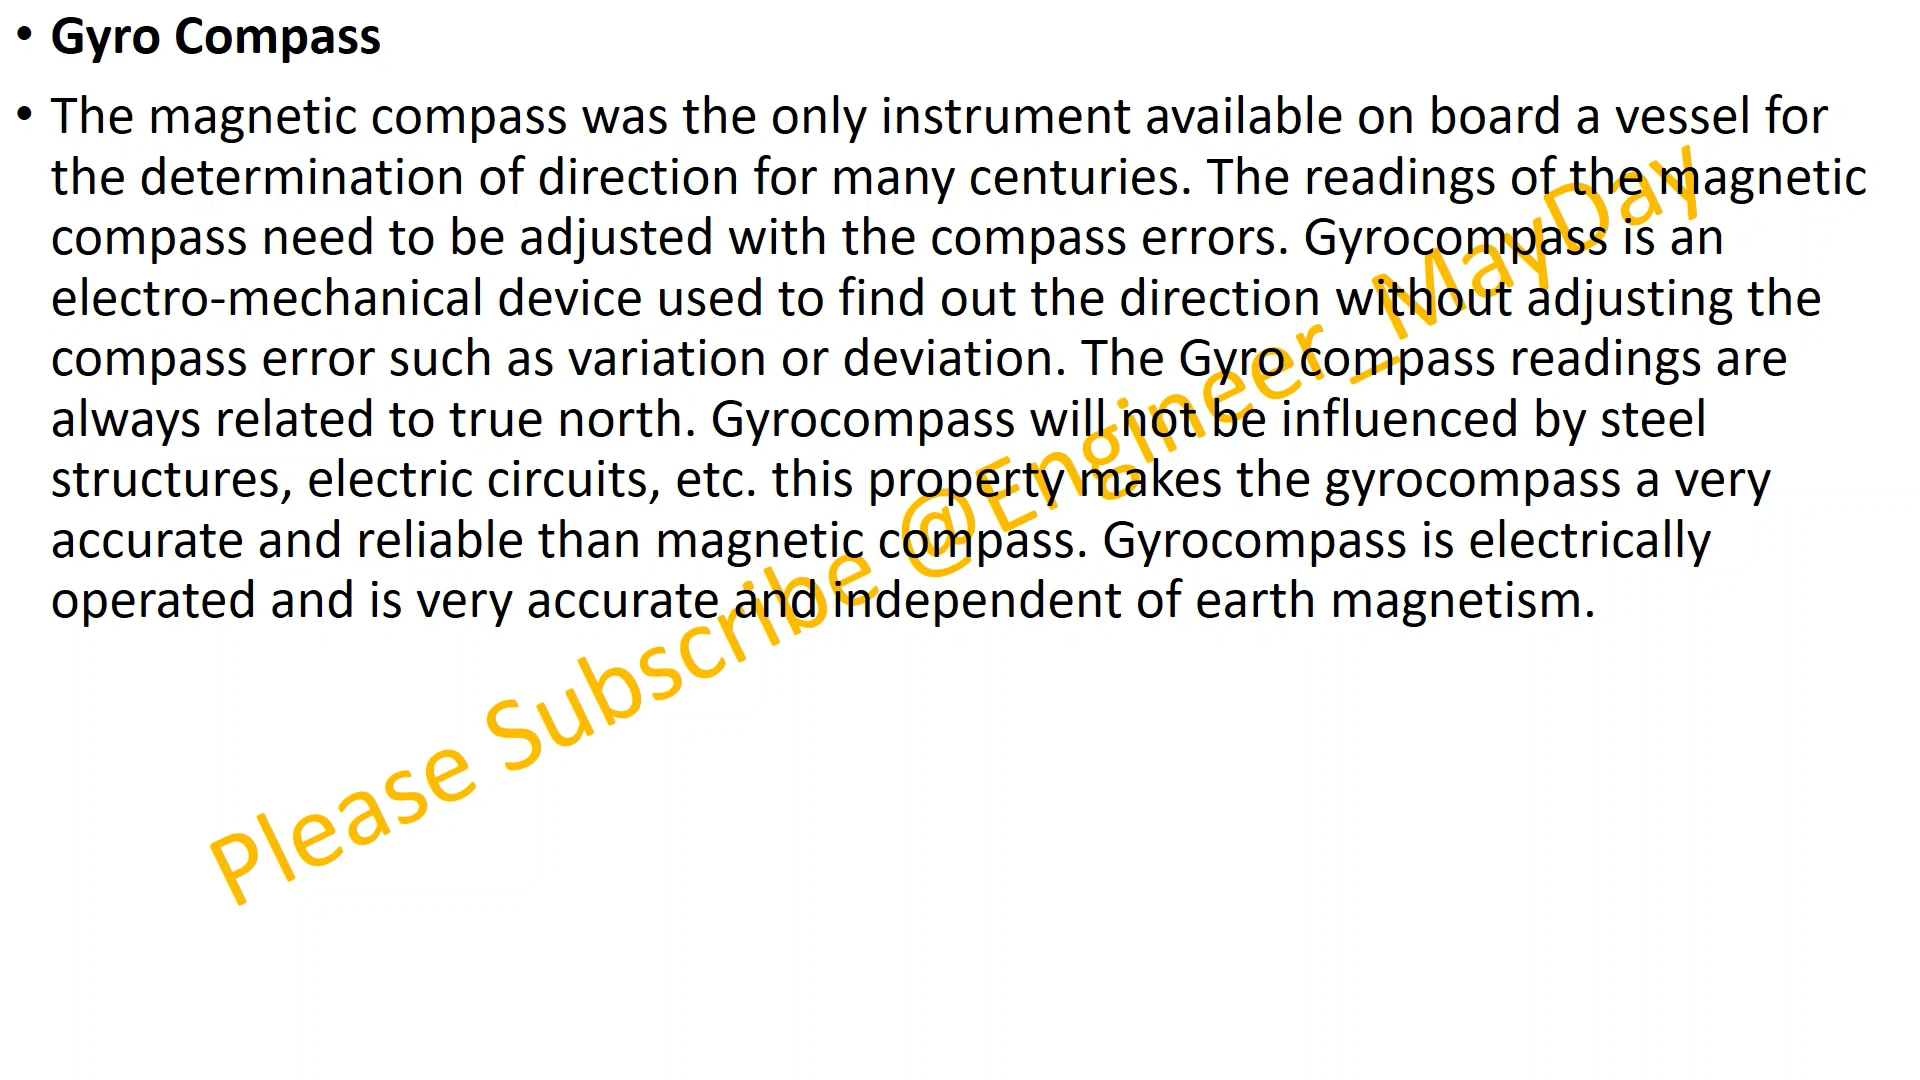 • Gyro Compass
• The magnetic compass was the only instrument available on board a vessel for
the determination of direction for many centuries. The readings of the magnetic
compass need to be adjusted with the compass errors. Gyrocompass is an
electro-mechanical device used to find out the direction without adjusting the
compass error such as variation or deviation. The Gyro compass readings are
always related to true north. Gyrocompass will not be influenced by steel
structures, electric circuits, etc. this property makes the gyrocompass a very
accurate and reliable than magnetic compass. Gyrocompass is electrically
operated and is very accurate and independent of earth magnetism.
Please Subscribe @Engineer_MayDay